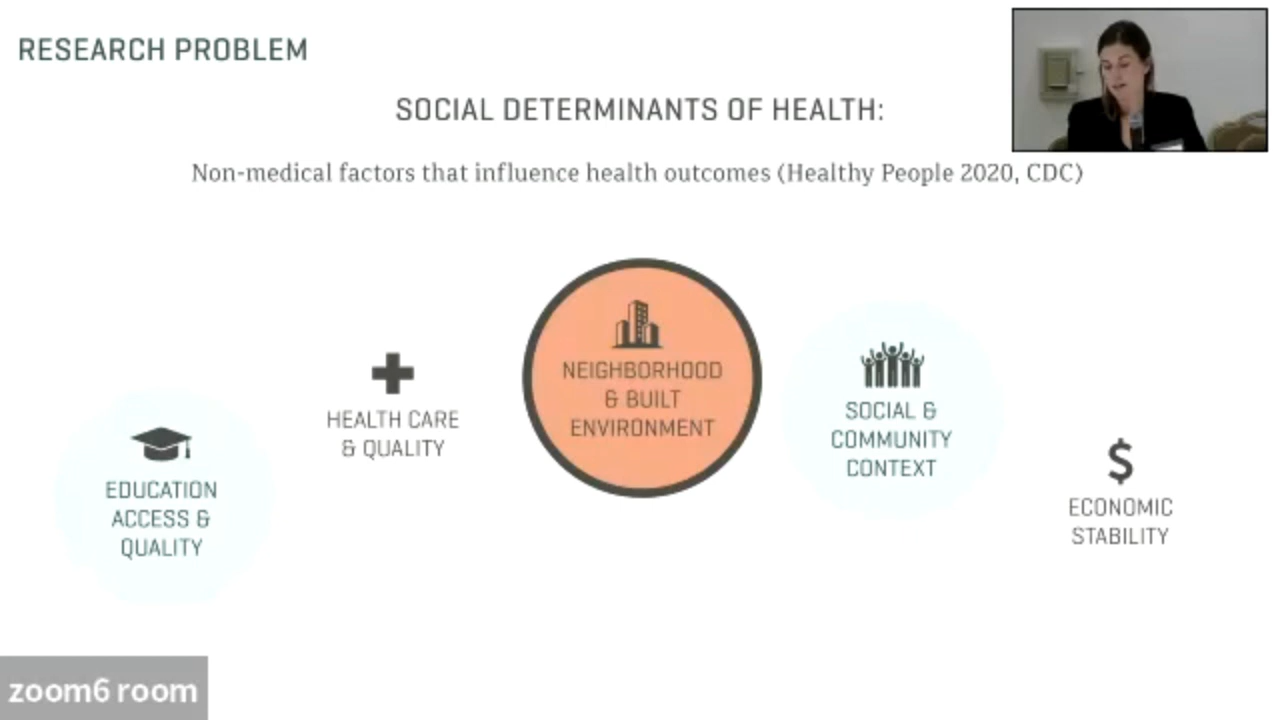 RESEARCH PROBLEM
SOCIAL DETERMINANTS OF HEALTH:
Non-medical factors that influence health outcomes (Healthy People 2020, CDC)
EDUCATION
ACCESS &
QUALITY
HEALTH CARE
& QUALITY
NEIGHBORHOOD
& BUILT
ENVIRONMENT
SOCIAL &
COMMUNITY
CONTEXT
$
ECONOMIC
STABILITY
zoom6 room